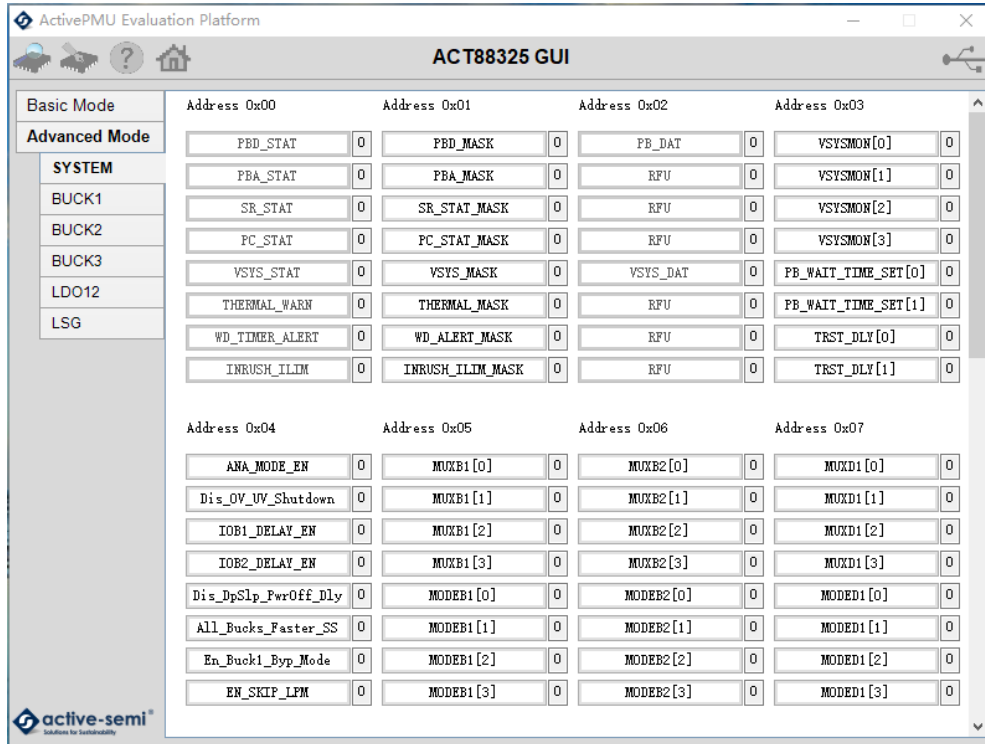 ActivePMU Evaluation Platform
ACT88325 GUI
Basic Mode
Advanced Mode
SYSTEM
BUCK1
BUCK2
BUCK3
LDO12
LSG
Address 0x00 Address 0x01 Address 0x02 Address 0x03
PBD_STAT 0 PBD_MASK 0 PB_DAT 0 VSYSMON[0] 0
PBA_STAT 0 PBA_MASK 0 RFU 0 VSYSMON[1] 0
SR_STAT 0 SR_STAT_MASK 0 RFU 0 VSYSMON[2] 0
PC_STAT 0 PC_STAT_MASK 0 RFU 0 VSYSMON[3] 0
VSYS_STAT 0 VSYS_MASK 0 VSYS_DAT 0 PB_WAIT_TIME_SET[0] 0
THERMAL_WARN 0 THERMAL_MASK 0 RFU 0 PB_WAIT_TIME_SET[1] 0
WD_TIMER_ALERT 0 WD_ALERT_MASK 0 RFU 0 TRST_DLY[0] 0
INRUSH_ILIM 0 INRUSH_ILIM_MASK 0 RFU 0 TRST_DLY[1] 0
Address 0x04 Address 0x05 Address 0x06 Address 0x07
ANA_MODE_EN 0 MUXB1[0] 0 MUXB2[0] 0 MUXD1[0] 0
Dis_OV_UV_Shutdown 0 MUXB1[1] 0 MUXB2[1] 0 MUXD1[1] 0
IOB1_DELAY_EN 0 MUXB1[2] 0 MUXB2[2] 0 MUXD1[2] 0
IOB2_DELAY_EN 0 MUXB1[3] 0 MUXB2[3] 0 MUXD1[3] 0
Dis_DpSlp_PwrOff_Dly 0 MODEB1[0] 0 MODEB2[0] 0 MODED1[0] 0
All_Bucks_Faster_SS 0 MODEB1[1] 0 MODEB2[1] 0 MODED1[1] 0
En_Buck1_Byp_Mode 0 MODEB1[2] 0 MODEB2[2] 0 MODED1[2] 0
EN_SKIP_LPM 0 MODEB1[3] 0 MODEB2[3] 0 MODED1[3] 0
active-semi®
Solutions for Sustainability